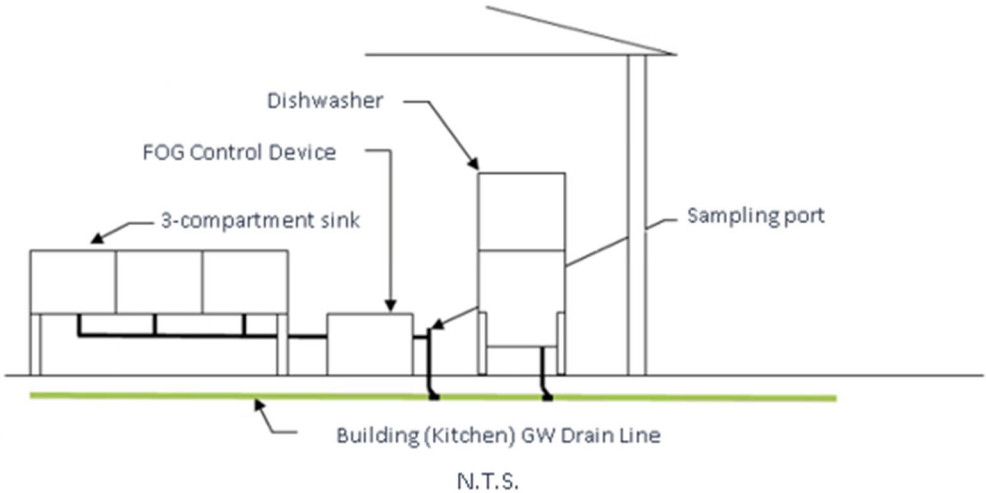 Dishwasher
FOG Control Device
3-compartment sink
Sampling port
Building (Kitchen) GW Drain Line
N.T.S.